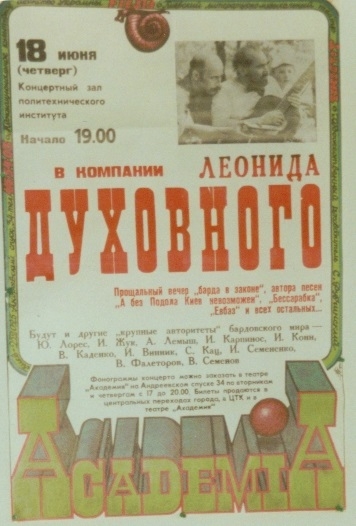 18 июня
(четверг)
Концертный зал
политехнического
института
Начало 19.00
В КОМПАНИИ ЛЕОНИДА
ДУХОВНОГО
Прощальный вечер „барда в законе“, автора песен
„А без Подола Киев невозможен“, „Бессарабка“,
„Евбаз“ и всех остальных...
Будут и другие „крупные авторитеты“ бардовского мира —
Ю. Лорес, И. Жук, А. Лемыш, И. Карпинос, И. Коин,
В. Каденко, И. Винник, С. Кац, И. Семененко,
В. Фалеторов, В. Семенов
Фонограммы концерта можно заказать в театре
"Академия" на Андреевском спуске 34 по вторникам
и четвергам с 17 до 20.00. Билеты продаются в
центральных переходах города, в ЦТК и в
театре „Академия“
ACADEMIA